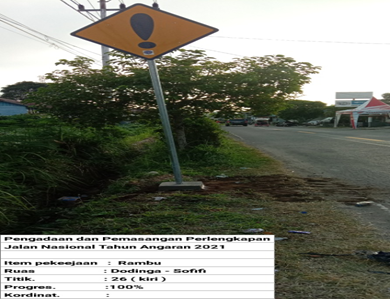 Pengadaan dan Pemasangan Perlengkapan
Jalan Nasional Tahun Angaran 2021
Item pekeejaan : Rambu
Ruas : Dodinga - Sofifi
Titik. : 26 ( kiri )
Progres. :100%
Kordinat. :